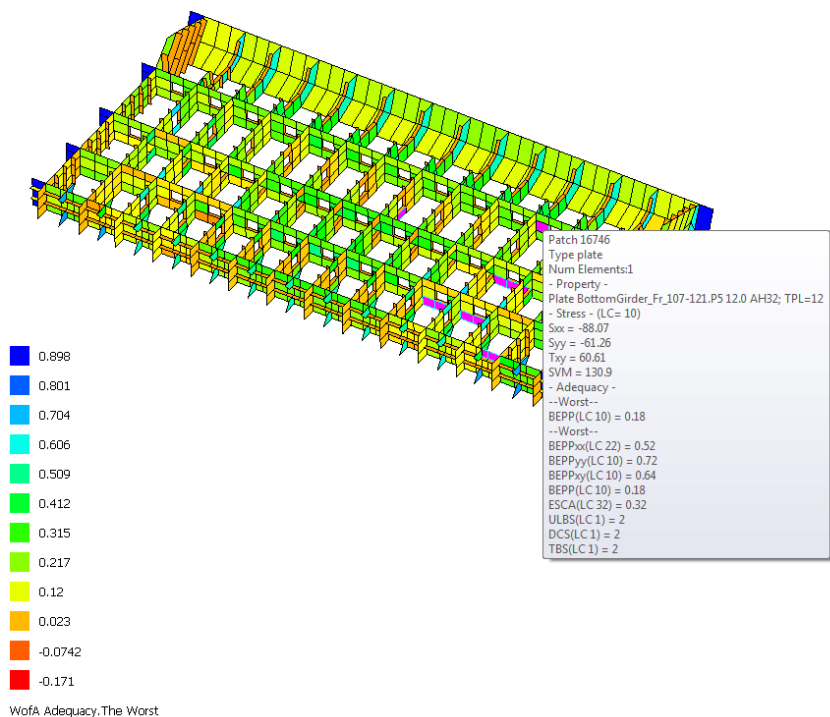 Patch 16746
Type plate
Num Elements:1
- Property -
Plate BottomGirder_Fr_107-121.P5 12.0 AH32; TPL=12
- Stress - (LC= 10)
Sxx = -88.07
Syy = -61.26
Txy = 60.61
SVM = 130.9
- Adequacy -
--Worst--
BEPP(LC 10) = 0.18
--Worst--
BEPPxx(LC 22) = 0.52
BEPPyy(LC 10) = 0.72
BEPPxy(LC 10) = 0.64
BEPP(LC 10) = 0.18
ESCA(LC 32) = 0.32
ULBS(LC 1) = 2
DCS(LC 1) = 2
TBS(LC 1) = 2
0.898
0.801
0.704
0.606
0.509
0.412
0.315
0.217
0.12
0.023
-0.0742
-0.171
WofA Adequacy.The Worst